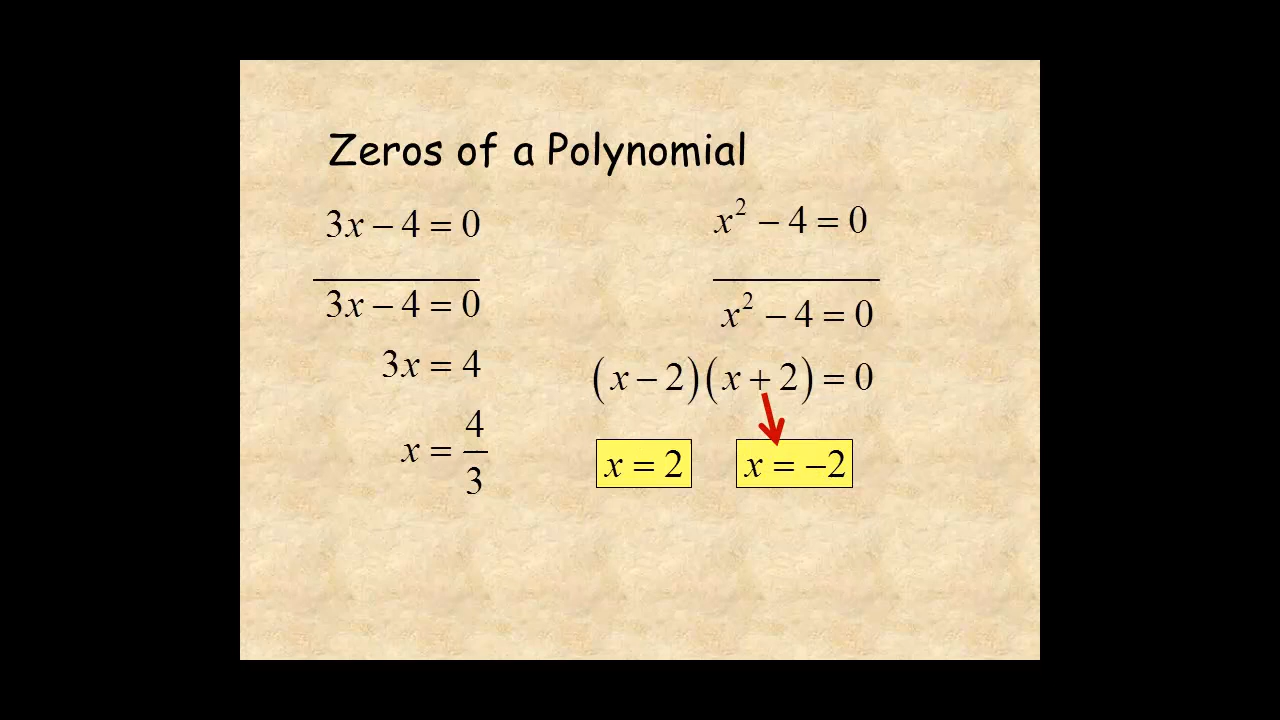 Zeros of a Polynomial
3x − 4 = 0
3x − 4 = 0
3x = 4
x = 4/3
x² − 4 = 0
x² − 4 = 0
(x − 2)(x + 2) = 0
x = 2
x = −2